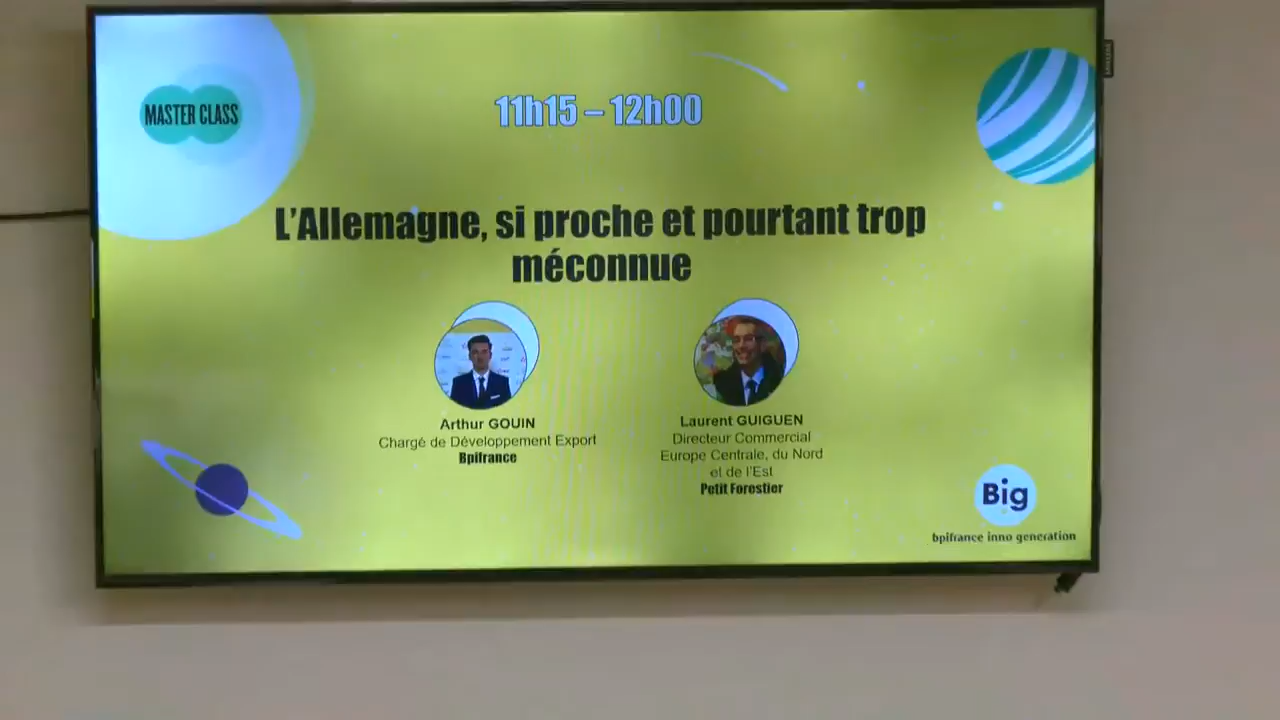 MASTER CLASS
11h15 – 12h00
L'Allemagne, si proche et pourtant trop
méconnue
Arthur GOUIN
Chargé de Développement Export
Bpifrance
Laurent GUIGUEN
Directeur Commercial
Europe Centrale, du Nord
et de l'Est
Petit Forestier
Big
bpifrance inno generation